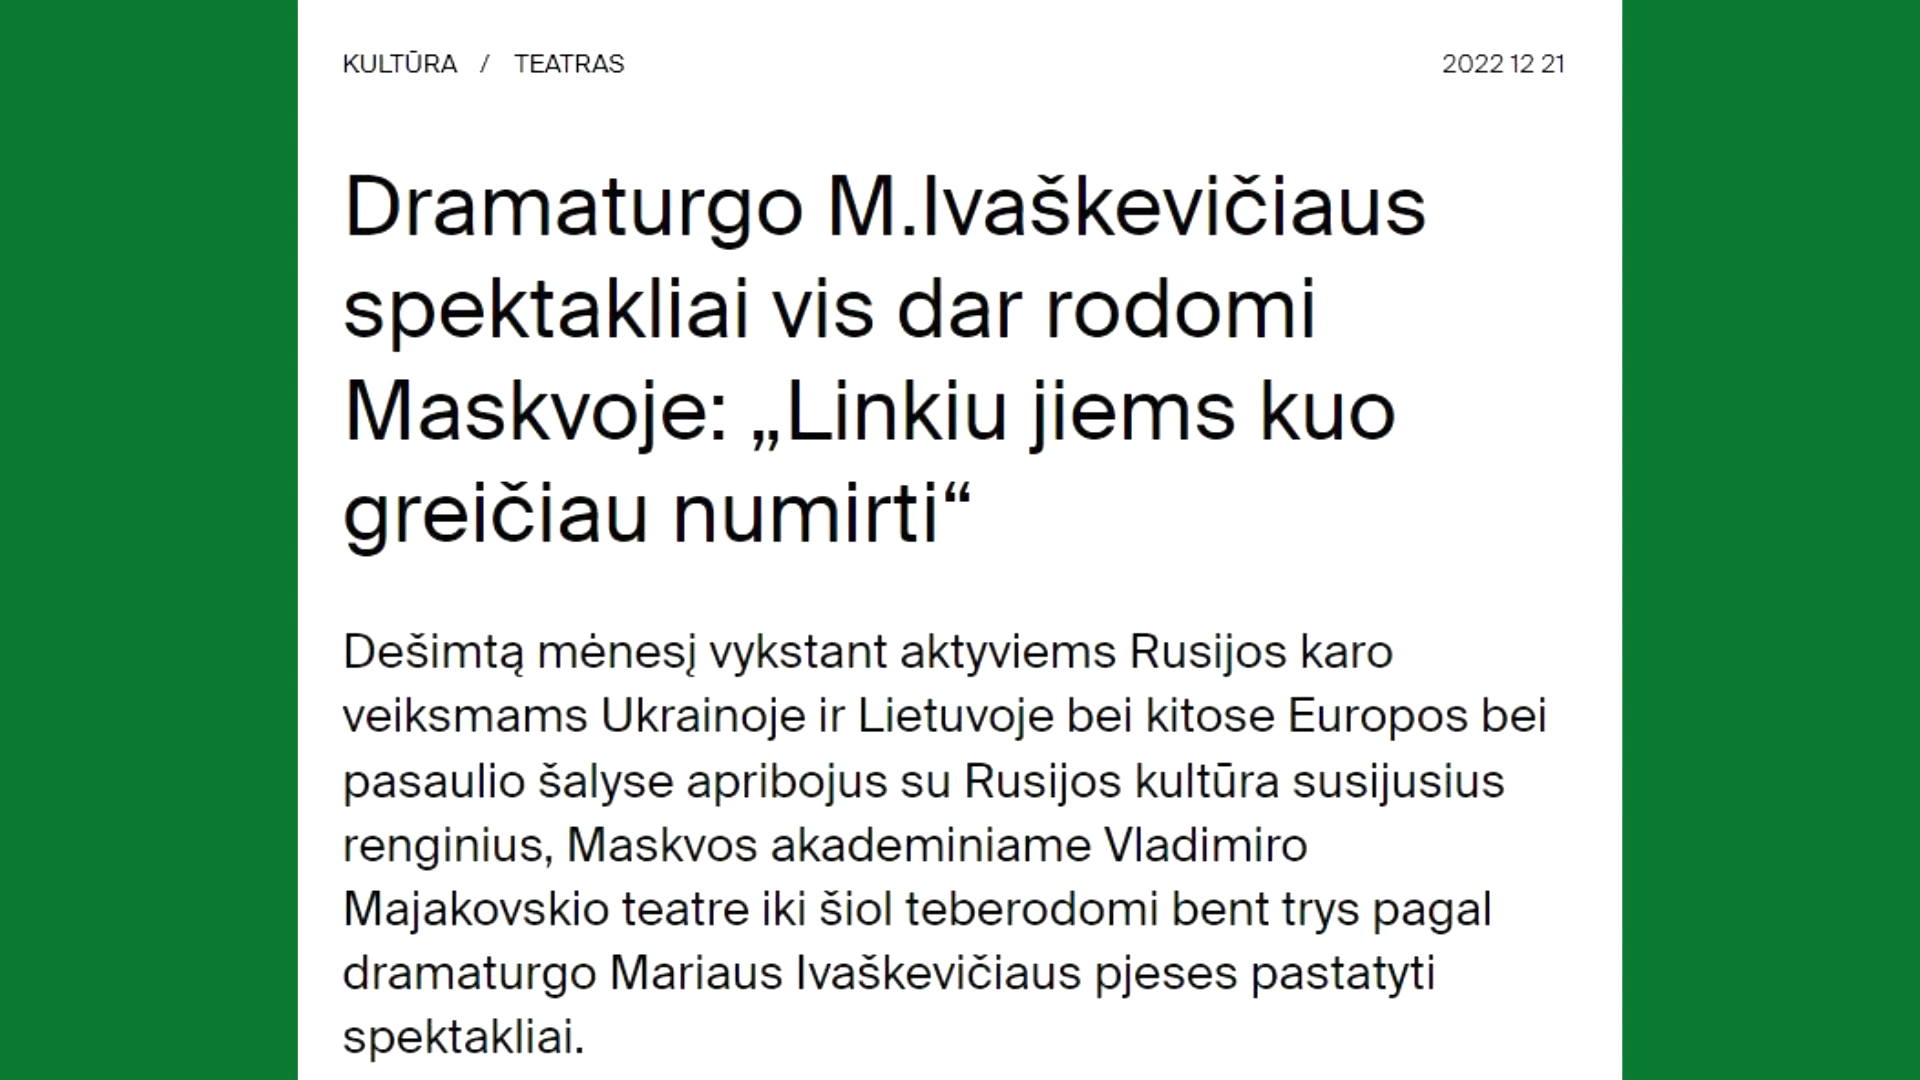 KULTŪRA / TEATRAS 2022 12 21
Dramaturgo M.Ivaškevičiaus
spektakliai vis dar rodomi
Maskvoje: „Linkiu jiems kuo
greičiau numirti“
Dešimtą mėnesį vykstant aktyviems Rusijos karo
veiksmams Ukrainoje ir Lietuvoje bei kitose Europos bei
pasaulio šalyse apribojus su Rusijos kultūra susijusius
renginius, Maskvos akademiniame Vladimiro
Majakovskio teatre iki šiol teberodomi bent trys pagal
dramaturgo Mariaus Ivaškevičiaus pjeses pastatyti
spektakliai.